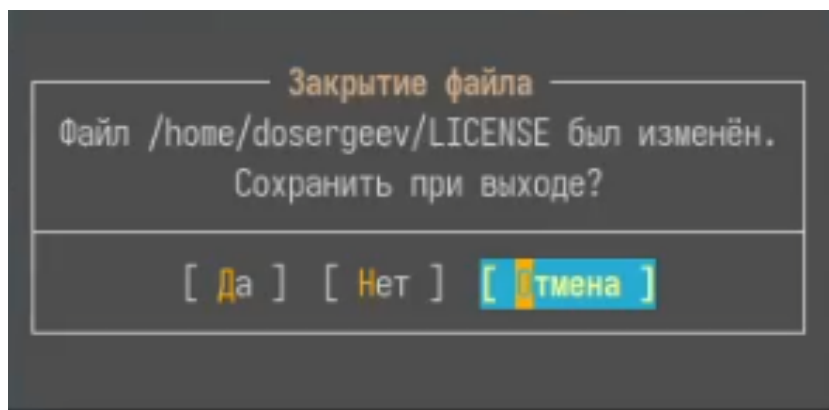 Закрытие файла
Файл /home/dosergeev/LICENSE был изменён.
Сохранить при выходе?
[ Да ] [ Нет ] [ Отмена ]